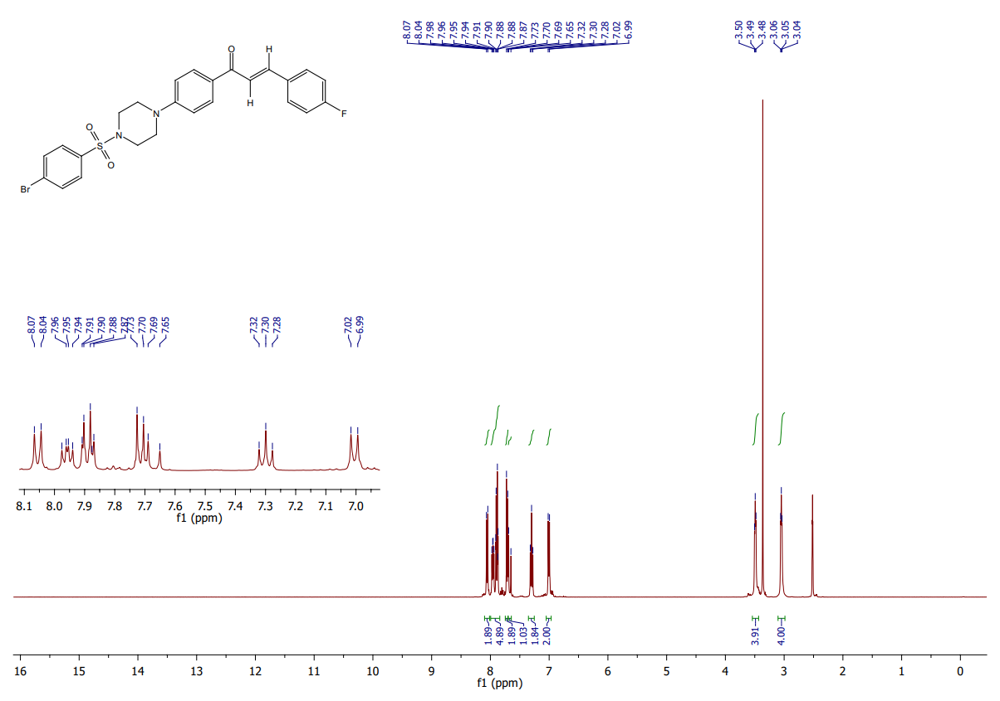 8.07 8.04 7.98 7.96 7.95 7.94 7.91 7.90 7.88 7.88 7.87 7.73 7.70 7.69 7.65 7.32 7.30 7.28 7.02 6.99
3.50 3.49 3.48 3.06 3.05 3.04
O
H
H
F
N
N
O
S
O
Br
8.07 8.04 7.96 7.95 7.94 7.91 7.90 7.88 7.87 7.73 7.70 7.69 7.65
7.32 7.30 7.28
7.02 6.99
8.1 8.0 7.9 7.8 7.7 7.6 7.5 7.4 7.3 7.2 7.1 7.0
f1 (ppm)
1.89 4.89 1.89 1.03 1.84 2.00
3.91 4.00
16 15 14 13 12 11 10 9 8 7 6 5 4 3 2 1 0
f1 (ppm)